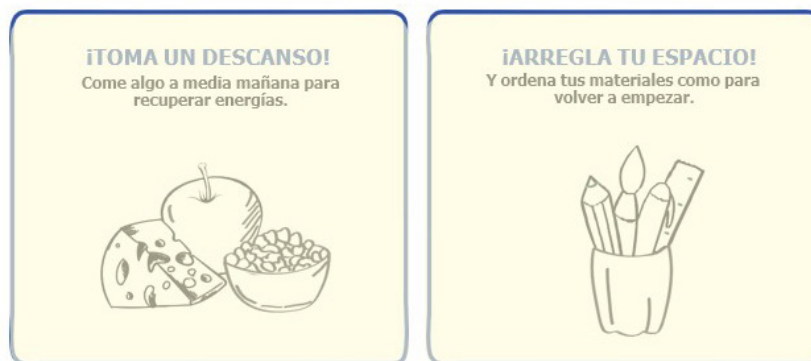 ¡TOMA UN DESCANSO!
Come algo a media mañana para
recuperar energías.
¡ARREGLA TU ESPACIO!
Y ordena tus materiales como para
volver a empezar.